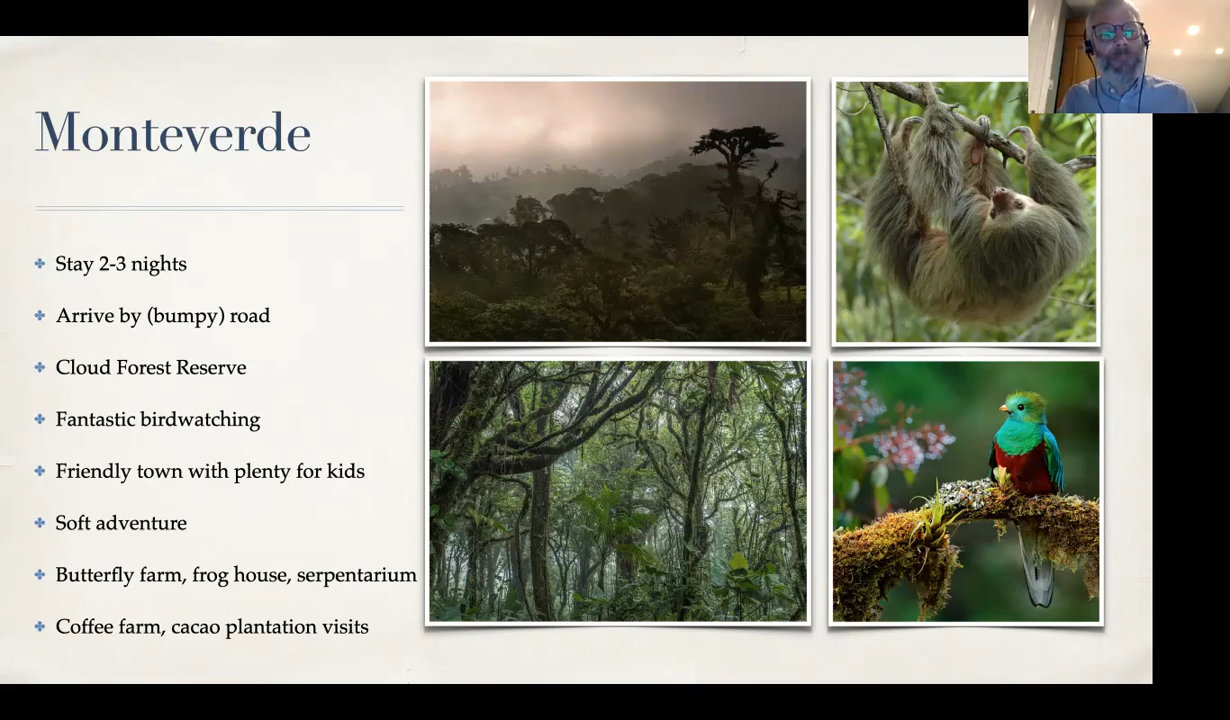 Monteverde
Stay 2-3 nights
Arrive by (bumpy) road
Cloud Forest Reserve
Fantastic birdwatching
Friendly town with plenty for kids
Soft adventure
Butterfly farm, frog house, serpentarium
Coffee farm, cacao plantation visits